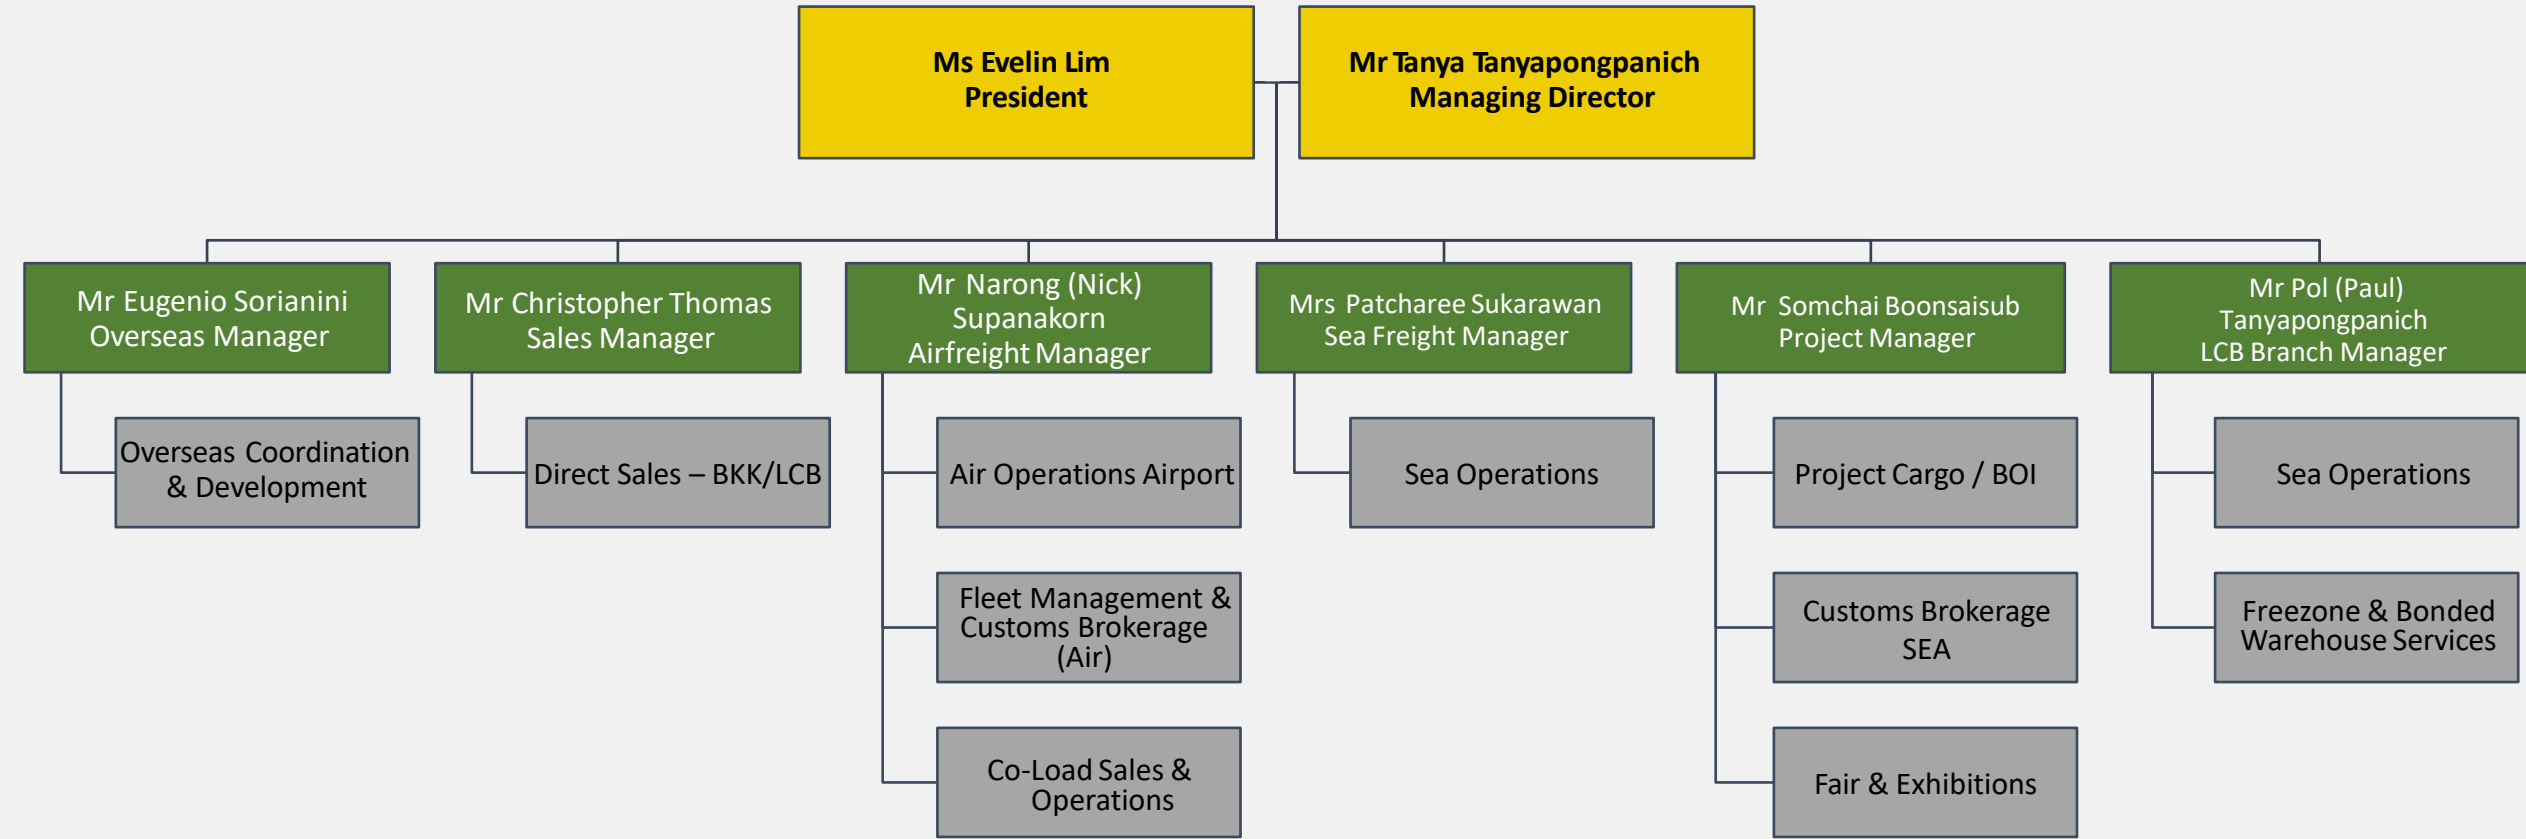 Ms Evelin Lim
President
Mr Tanya Tanyapongpanich
Managing Director
Mr Eugenio Sorianini
Overseas Manager
Mr Christopher Thomas
Sales Manager
Mr Narong (Nick)
Supanakorn
Airfreight Manager
Mrs Patcharee Sukarawan
Sea Freight Manager
Mr Somchai Boonsaisub
Project Manager
Mr Pol (Paul)
Tanyapongpanich
LCB Branch Manager
Overseas Coordination
& Development
Direct Sales – BKK/LCB
Air Operations Airport
Sea Operations
Project Cargo / BOI
Sea Operations
Fleet Management &
Customs Brokerage
(Air)
Customs Brokerage
SEA
Freezone & Bonded
Warehouse Services
Co-Load Sales &
Operations
Fair & Exhibitions